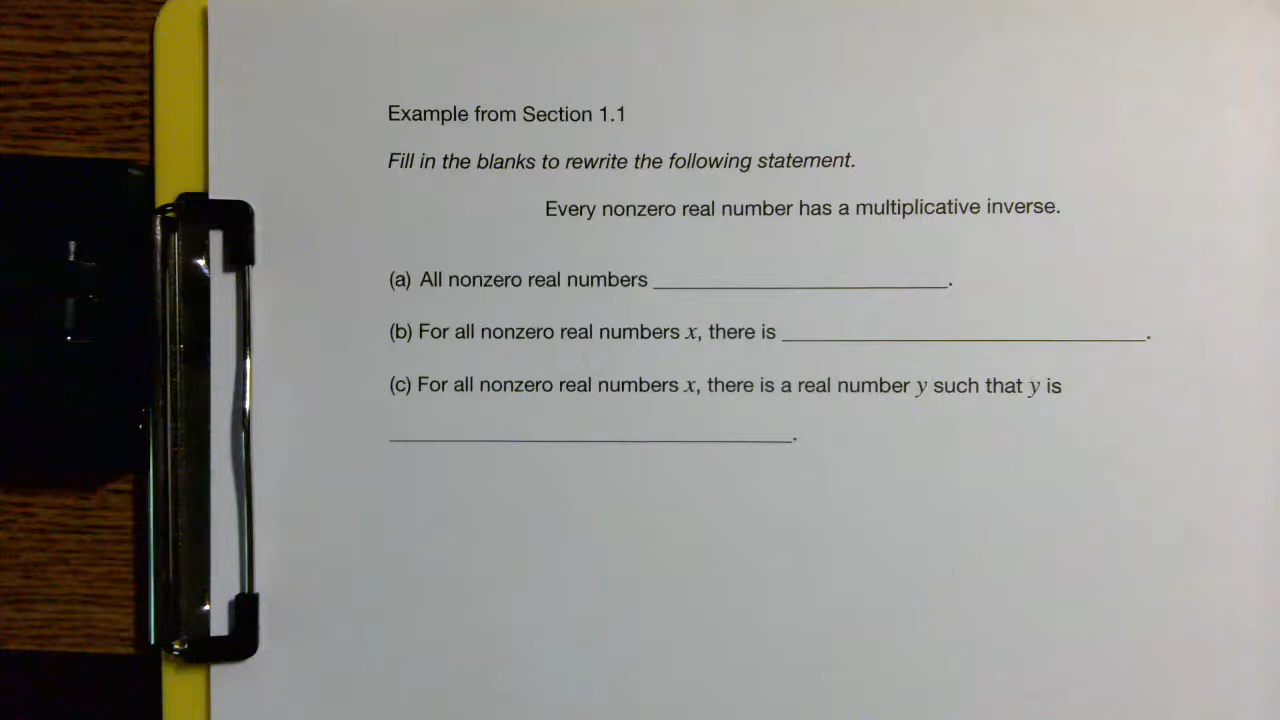 Example from Section 1.1
Fill in the blanks to rewrite the following statement.
Every nonzero real number has a multiplicative inverse.
(a) All nonzero real numbers ____________________.
(b) For all nonzero real numbers x, there is ____________________.
(c) For all nonzero real numbers x, there is a real number y such that y is
____________________.